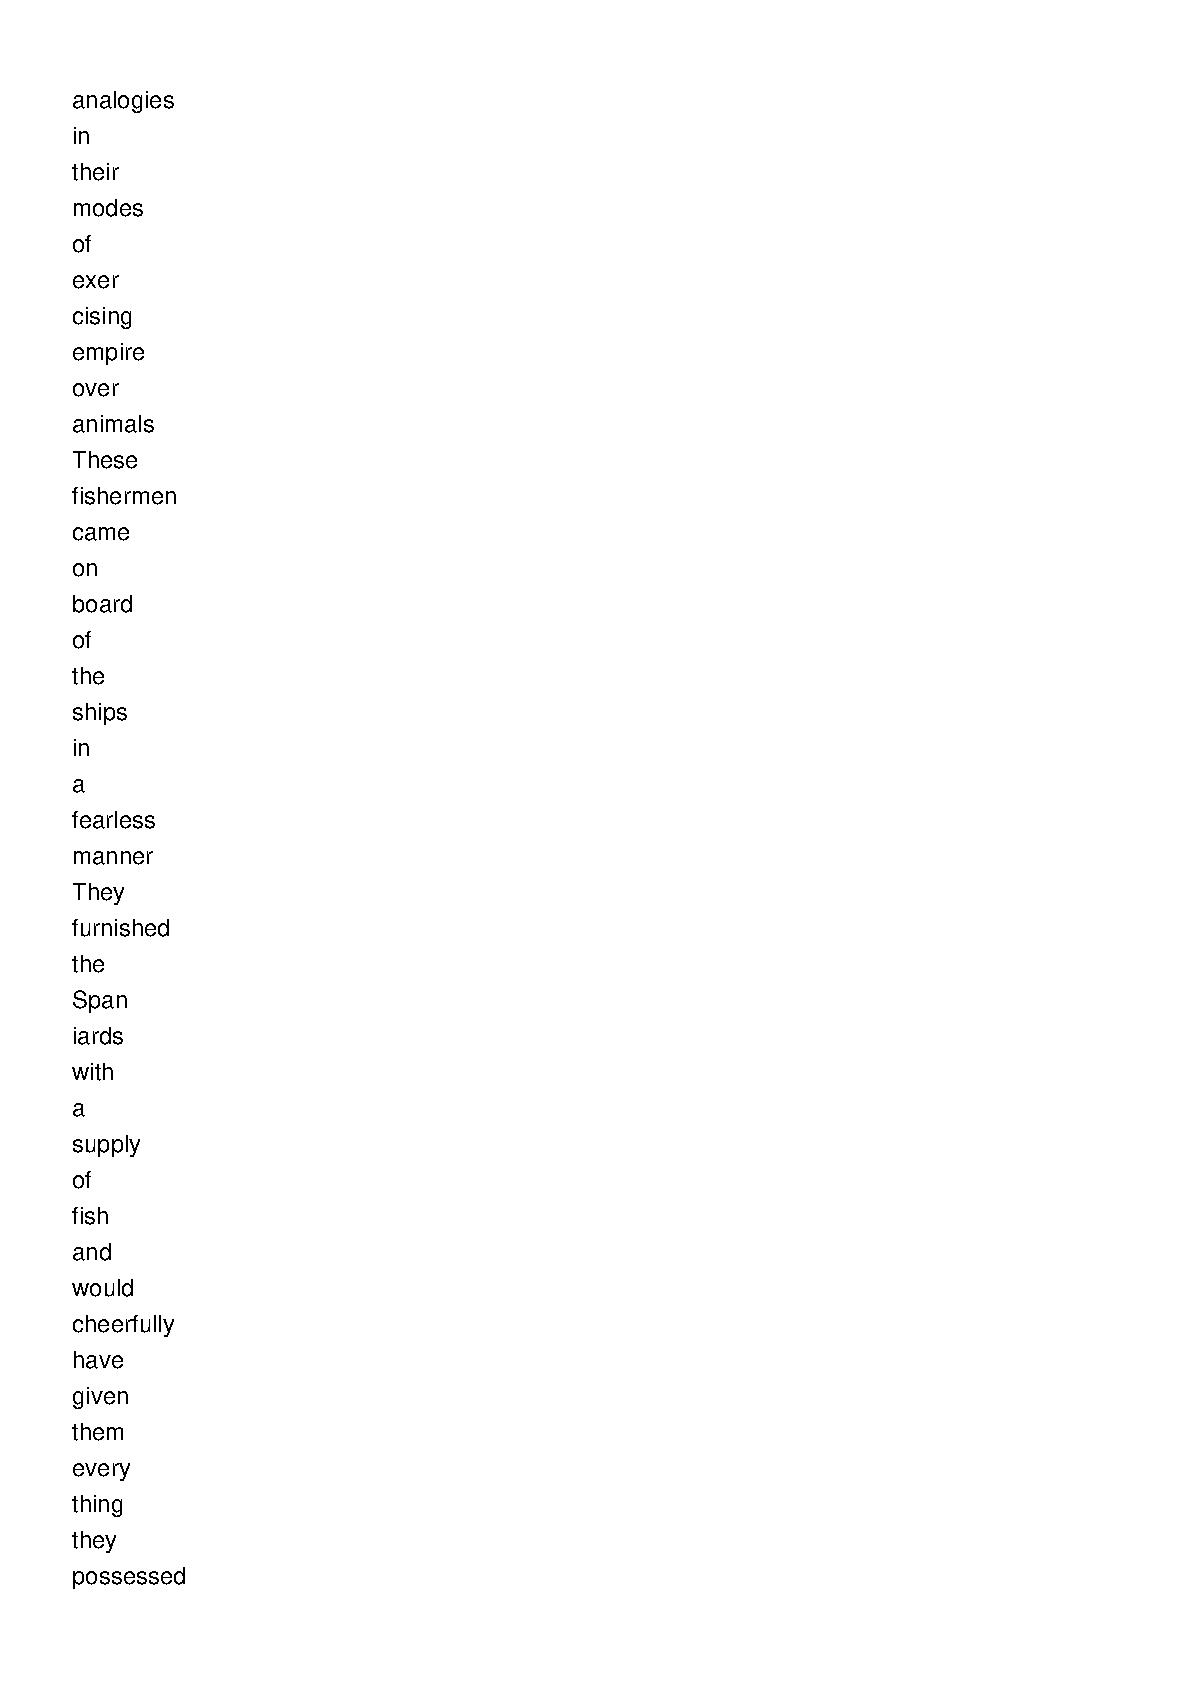 analogies
in
their
modes
of
exer
cising
empire
over
animals
These
fishermen
came
on
board
of
the
ships
in
a
fearless
manner
They
furnished
the
Span
iards
with
a
supply
of
fish
and
would
cheerfully
have
given
them
every
thing
they
possessed